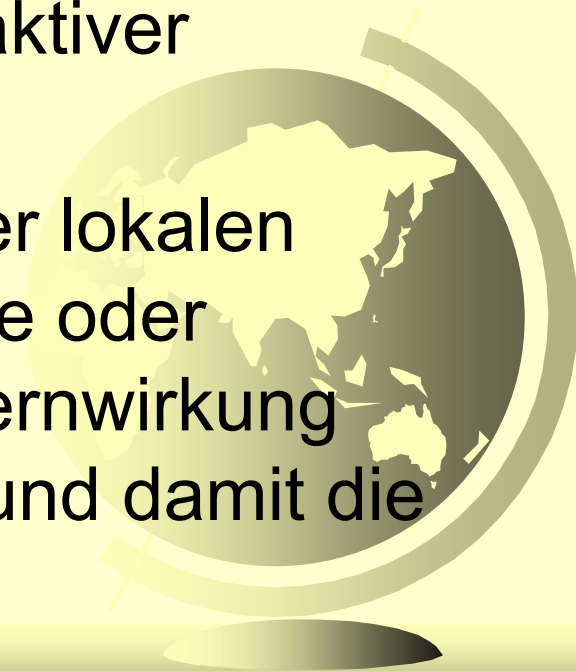 aktiver
er lokalen
e oder
ernwirkung
und damit die